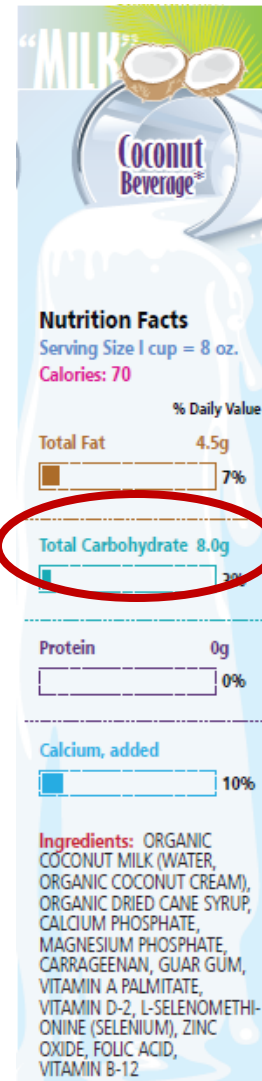 “MILK”
Coconut
Beverage*
Nutrition Facts
Serving Size I cup = 8 oz.
Calories: 70
% Daily Value
Total Fat 4.5g
7%
Total Carbohydrate 8.0g
3%
Protein 0g
0%
Calcium, added
10%
Ingredients: ORGANIC
COCONUT MILK (WATER,
ORGANIC COCONUT CREAM),
ORGANIC DRIED CANE SYRUP,
CALCIUM PHOSPHATE,
MAGNESIUM PHOSPHATE,
CARRAGEENAN, GUAR GUM,
VITAMIN A PALMITATE,
VITAMIN D-2, L-SELENOMETHI-
ONINE (SELENIUM), ZINC
OXIDE, FOLIC ACID,
VITAMIN B-12